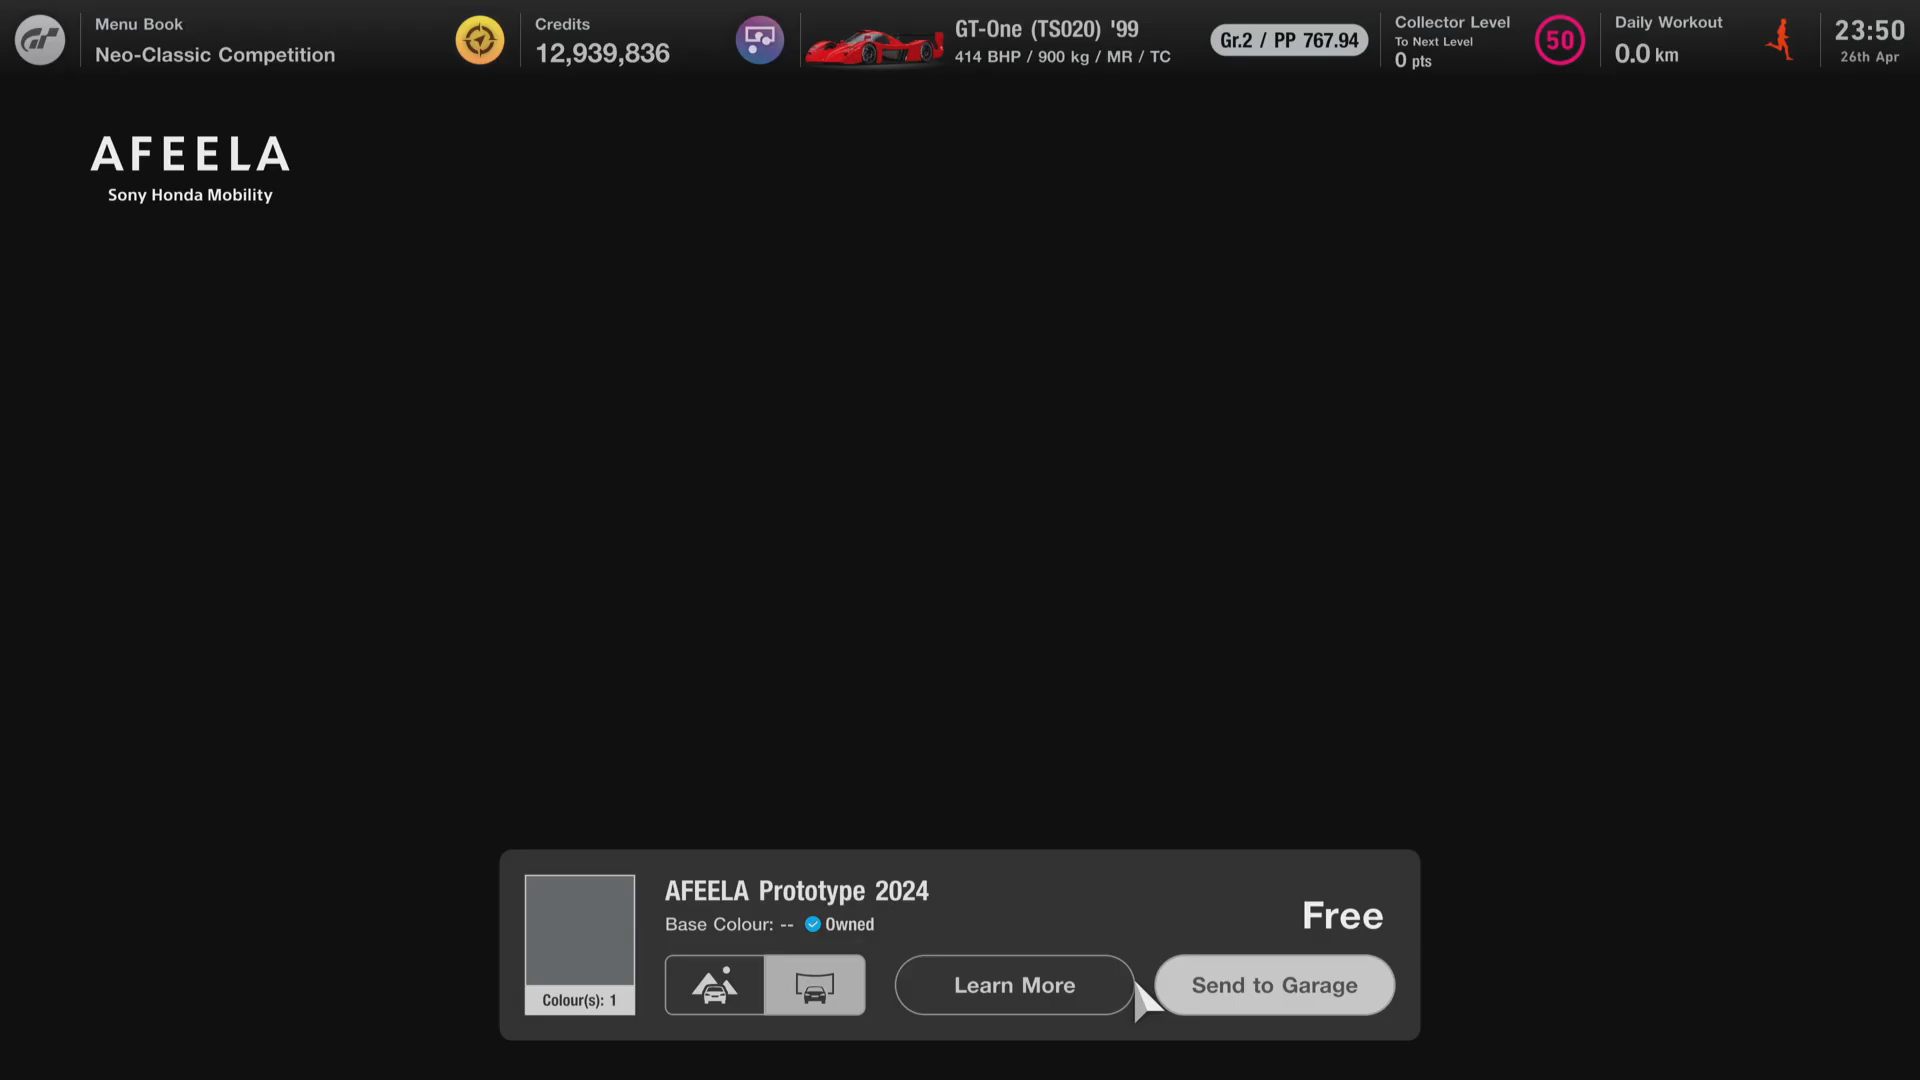 Menu Book
Neo-Classic Competition
Credits
12,939,836
GT-One (TS020) '99
414 BHP / 900 kg / MR / TC
Gr.2 / PP 767.94
Collector Level
To Next Level
0 pts
50
Daily Workout
0.0 km
23:50
26th Apr
AFEELA
Sony Honda Mobility
AFEELA Prototype 2024
Base Colour: -- Owned
Free
Colour(s): 1
Learn More
Send to Garage